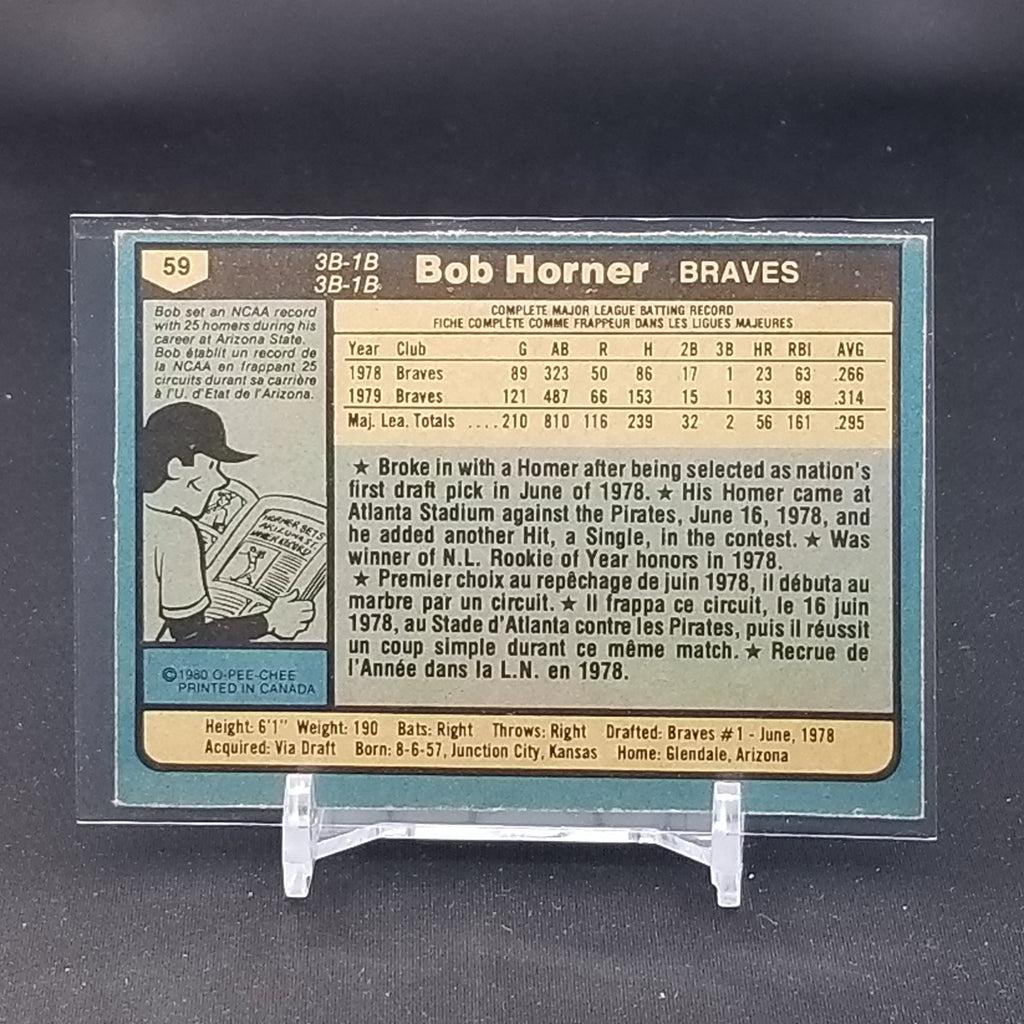 59
3B-1B
3B-1B
Bob Horner BRAVES
Bob set an NCAA record
with 25 homers during his
career at Arizona State.
Bob établit un record de
la NCAA en frappant 25
circuits durant sa carrière
à l'U. d'Etat de l'Arizona.
HORNER SETS
©1980 O-PEE-CHEE
PRINTED IN CANADA
COMPLETE MAJOR LEAGUE BATTING RECORD
FICHE COMPLÈTE COMME FRAPPEUR DANS LES LIGUES MAJEURES
Year Club G AB R H 2B 3B HR RBI AVG
1978 Braves 89 323 50 86 17 1 23 63 .266
1979 Braves 121 487 66 153 15 1 33 98 .314
Maj. Lea. Totals ....210 810 116 239 32 2 56 161 .295
★ Broke in with a Homer after being selected as nation's
first draft pick in June of 1978. ★ His Homer came at
Atlanta Stadium against the Pirates, June 16, 1978, and
he added another Hit, a Single, in the contest. ★ Was
winner of N.L. Rookie of Year honors in 1978.
★ Premier choix au repêchage de juin 1978, il débuta au
marbre par un circuit. ★ Il frappa ce circuit, le 16 juin
1978, au Stade d'Atlanta contre les Pirates, puis il réussit
un coup simple durant ce même match. ★ Recrue de
l'Année dans la L.N. en 1978.
Height: 6'1" Weight: 190 Bats: Right Throws: Right Drafted: Braves #1 - June, 1978
Acquired: Via Draft Born: 8-6-57, Junction City, Kansas Home: Glendale, Arizona